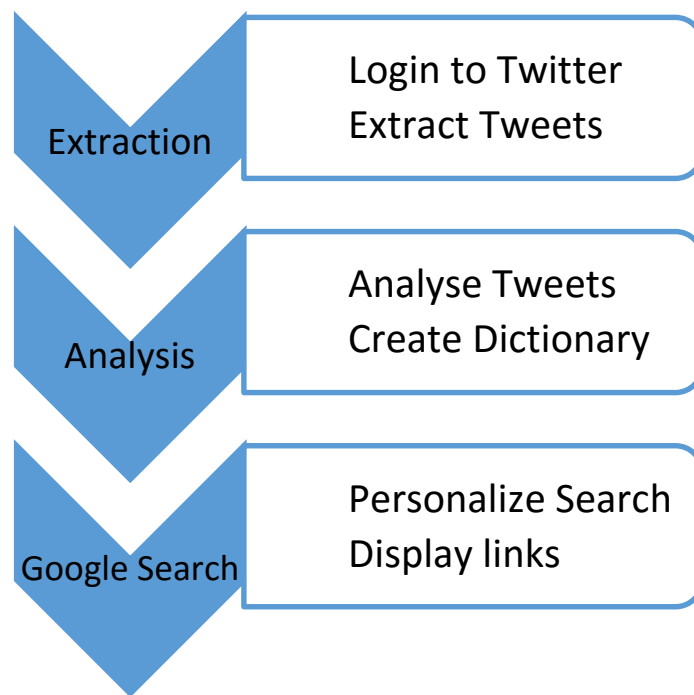 Extraction
Login to Twitter
Extract Tweets
Analysis
Analyse Tweets
Create Dictionary
Google Search
Personalize Search
Display links